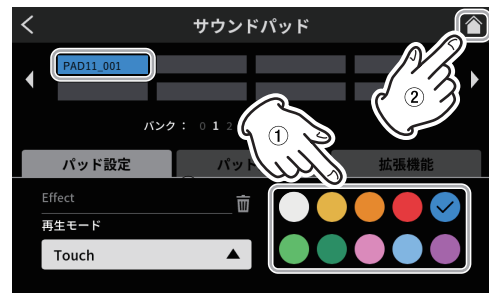 サウンドパッド
PAD11_001
②
バンク： 0 1 2
①
パッド設定
パッド
拡張機能
Effect
再生モード
Touch